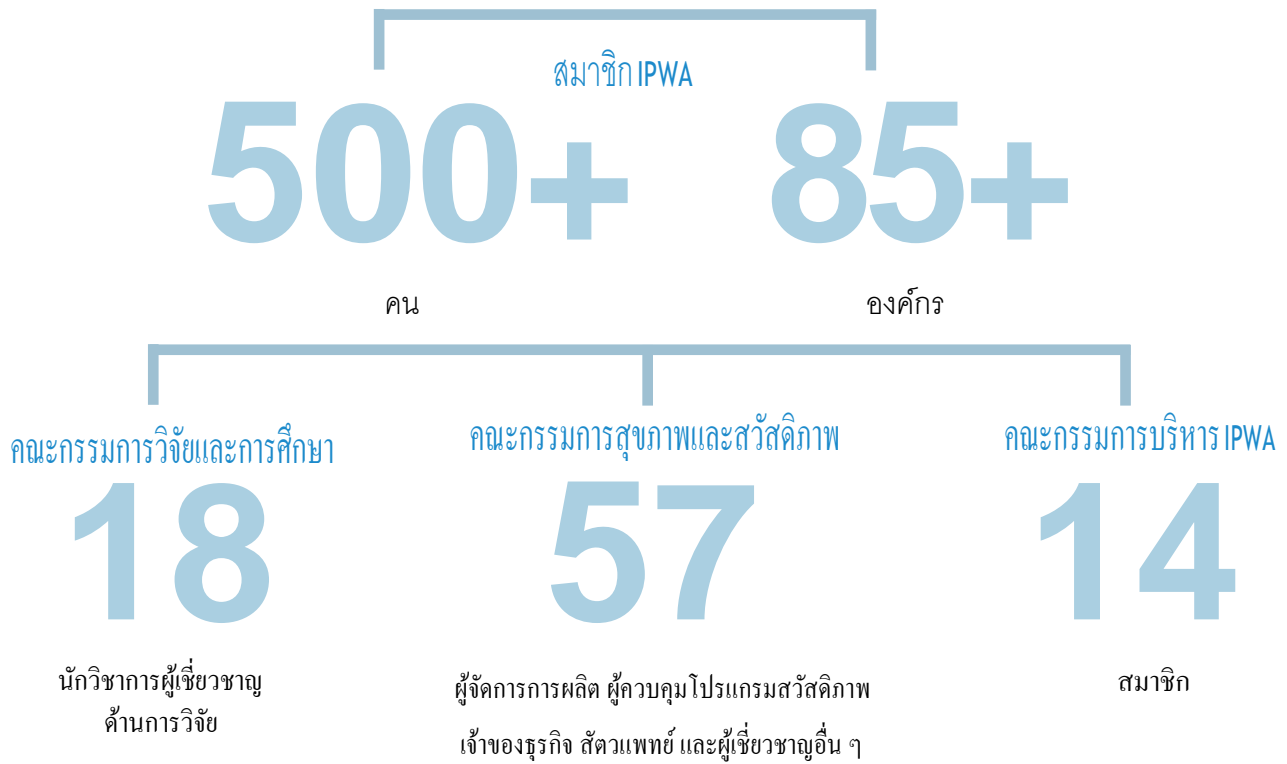 สมาชิก IPWA
500+ 85+
คน องค์กร
คณะกรรมการวิจัยและการศึกษา คณะกรรมการสุขภาพและสวัสดิภาพ คณะกรรมการบริหาร IPWA
18 57 14
นักวิชาการผู้เชี่ยวชาญ ผู้จัดการการผลิต ผู้ควบคุมโปรแกรมสวัสดิภาพ สมาชิก
ด้านการวิจัย เจ้าของธุรกิจ สัตวแพทย์ และผู้เชี่ยวชาญอื่น ๆ